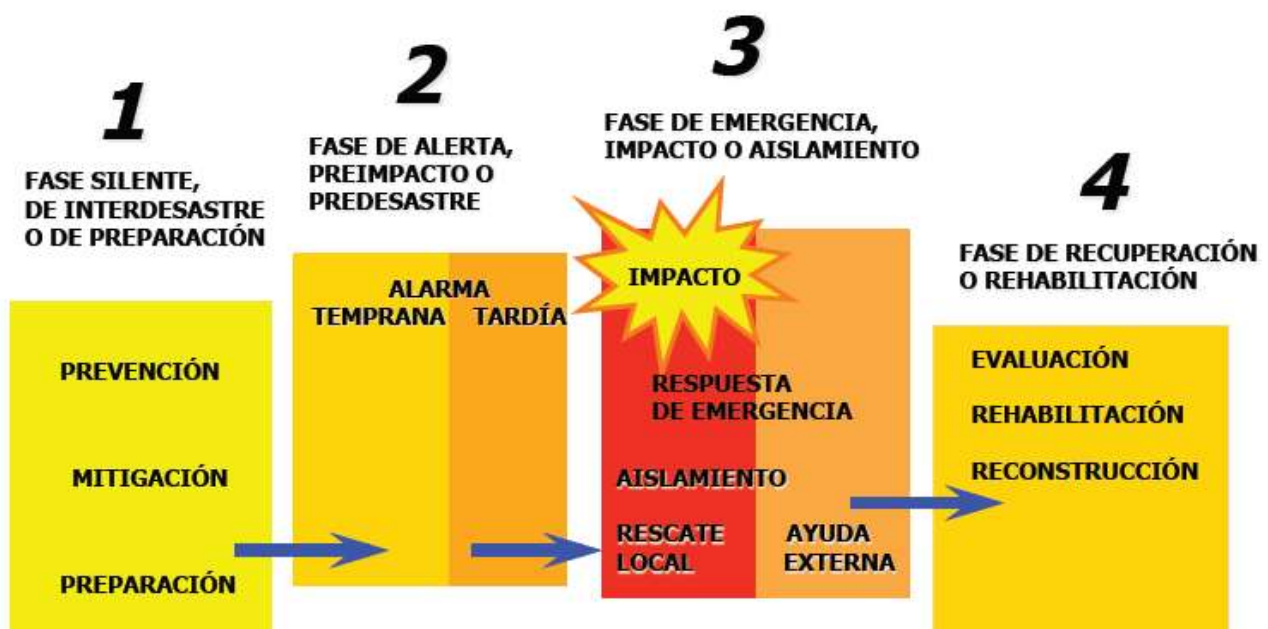 1
FASE SILENTE,
DE INTERDESASTRE
O DE PREPARACIÓN
PREVENCIÓN
MITIGACIÓN
PREPARACIÓN
2
FASE DE ALERTA,
PREIMPACTO O
PREDESASTRE
ALARMA
TEMPRANA TARDÍA
3
FASE DE EMERGENCIA,
IMPACTO O AISLAMIENTO
IMPACTO
RESPUESTA
DE EMERGENCIA
AISLAMIENTO
RESCATE
LOCAL
AYUDA
EXTERNA
4
FASE DE RECUPERACIÓN
O REHABILITACIÓN
EVALUACIÓN
REHABILITACIÓN
RECONSTRUCCIÓN